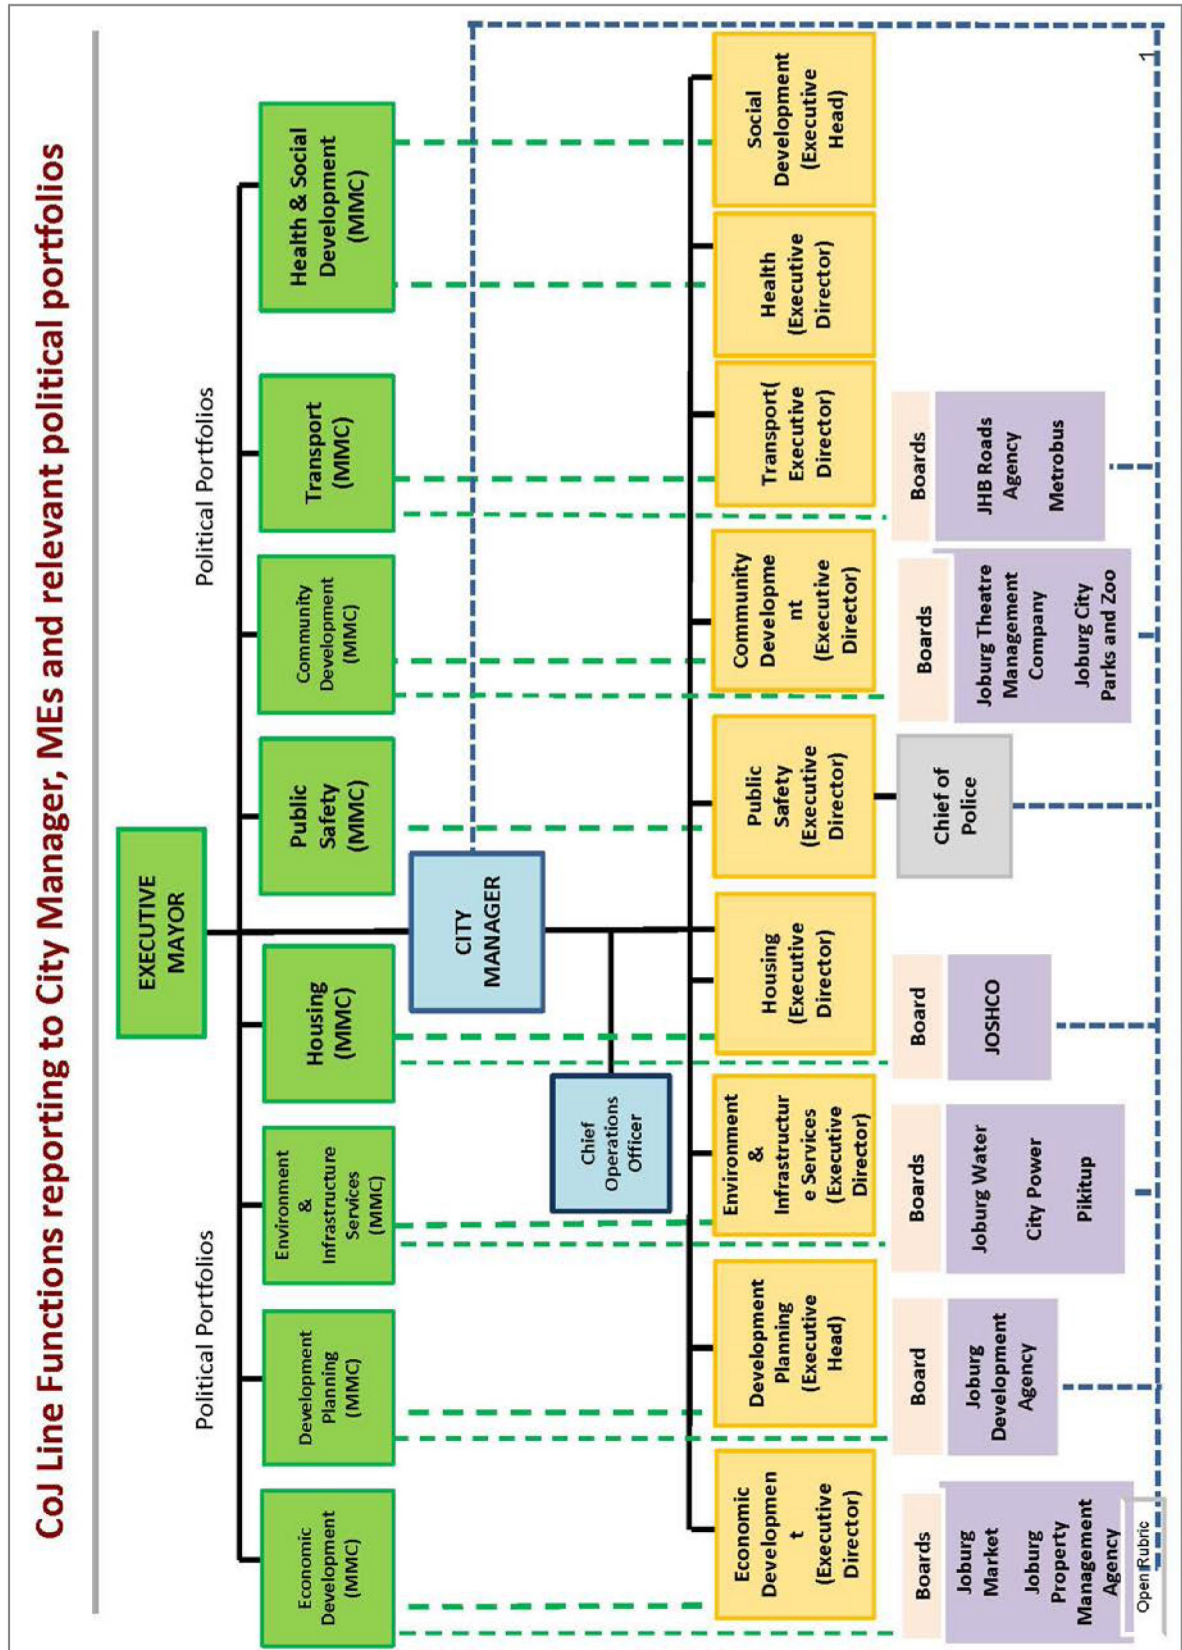 CoJ Line Functions reporting to City Manager, MEs and relevant political portfolios
EXECUTIVE
MAYOR
Political Portfolios
Political Portfolios
Economic
Development
(MMC)
Development
Planning
(MMC)
Environment
&
Infrastructure
Services
(MMC)
Housing
(MMC)
Public
Safety
(MMC)
Community
Development
(MMC)
Transport
(MMC)
Health & Social
Development
(MMC)
CITY
MANAGER
Chief
Operations
Officer
Economic
Developmen
t
(Executive
Director)
Development
Planning
(Executive
Head)
Environment
&
Infrastructur
e Services
(Executive
Director)
Housing
(Executive
Director)
Public
Safety
(Executive
Director)
Community
Developme
nt
(Executive
Director)
Transport(
Executive
Director)
Health
(Executive
Director)
Social
Development
(Executive
Head)
Boards
Joburg
Market
Joburg
Property
Management
Agency
Board
Joburg
Development
Agency
Boards
Joburg Water
City Power
Pikitup
Board
JOSHCO
Chief of
Police
Boards
Joburg Theatre
Management
Company
Joburg City
Parks and Zoo
Boards
JHB Roads
Agency
Metrobus
1
Open Rubric